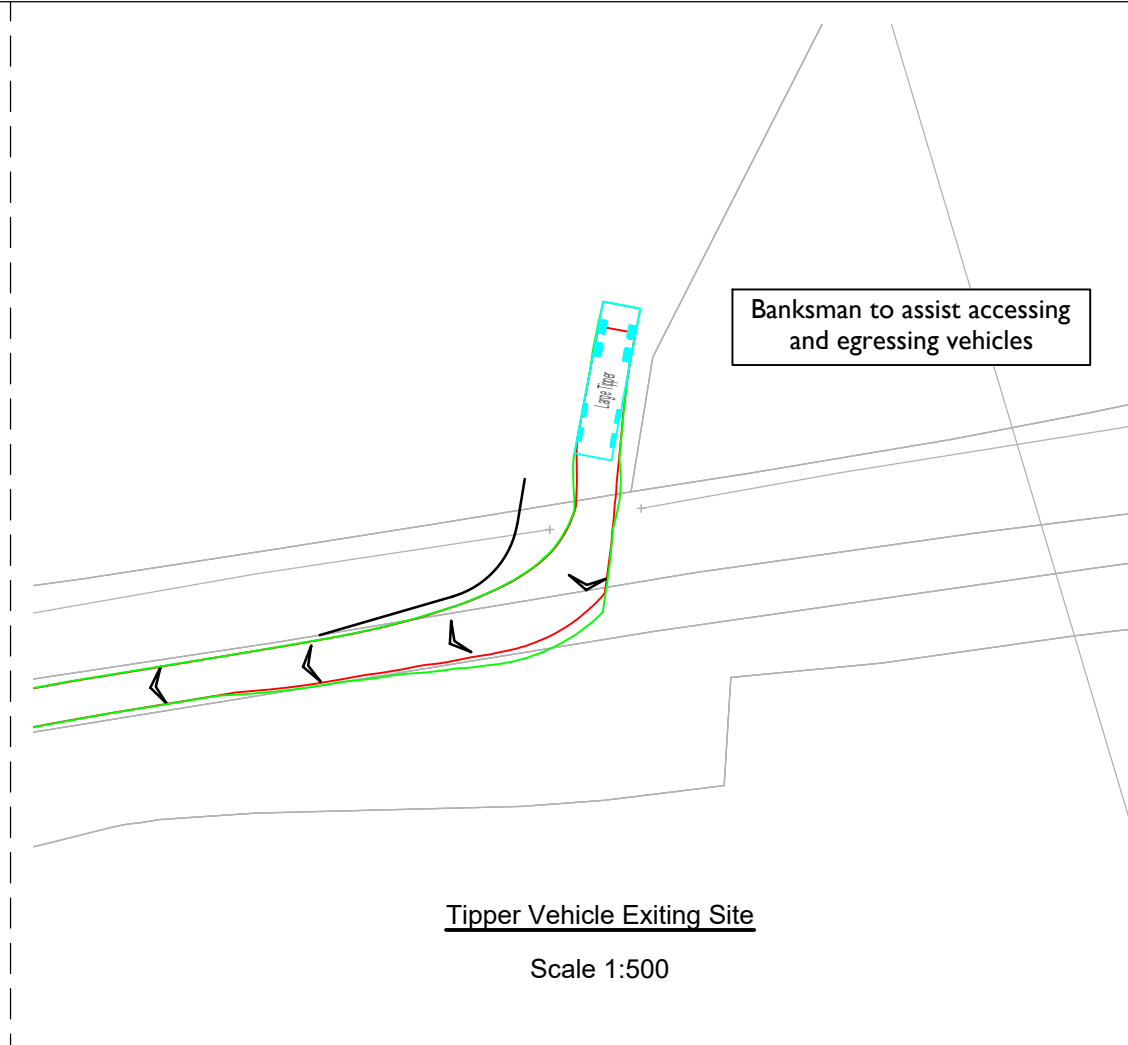 Banksman to assist accessing
and egressing vehicles
Large Tipper
Tipper Vehicle Exiting Site
Scale 1:500